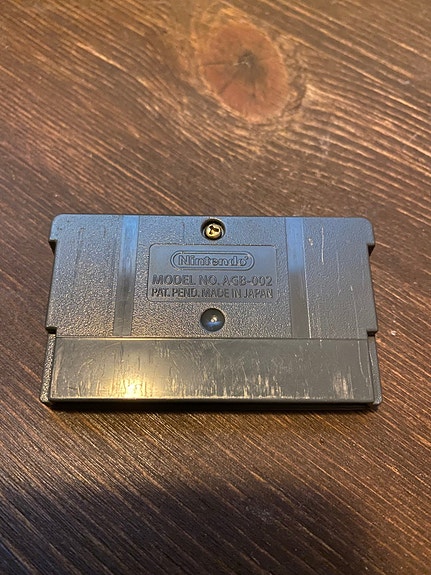 Nintendo
MODEL NO. AGB-002
PAT. PEND. MADE IN JAPAN